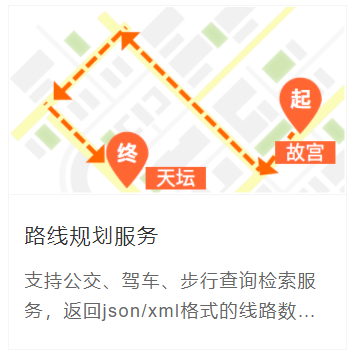 起
故宫
终
天坛
路线规划服务
支持公交、驾车、步行查询检索服
务，返回json/xml格式的线路数...